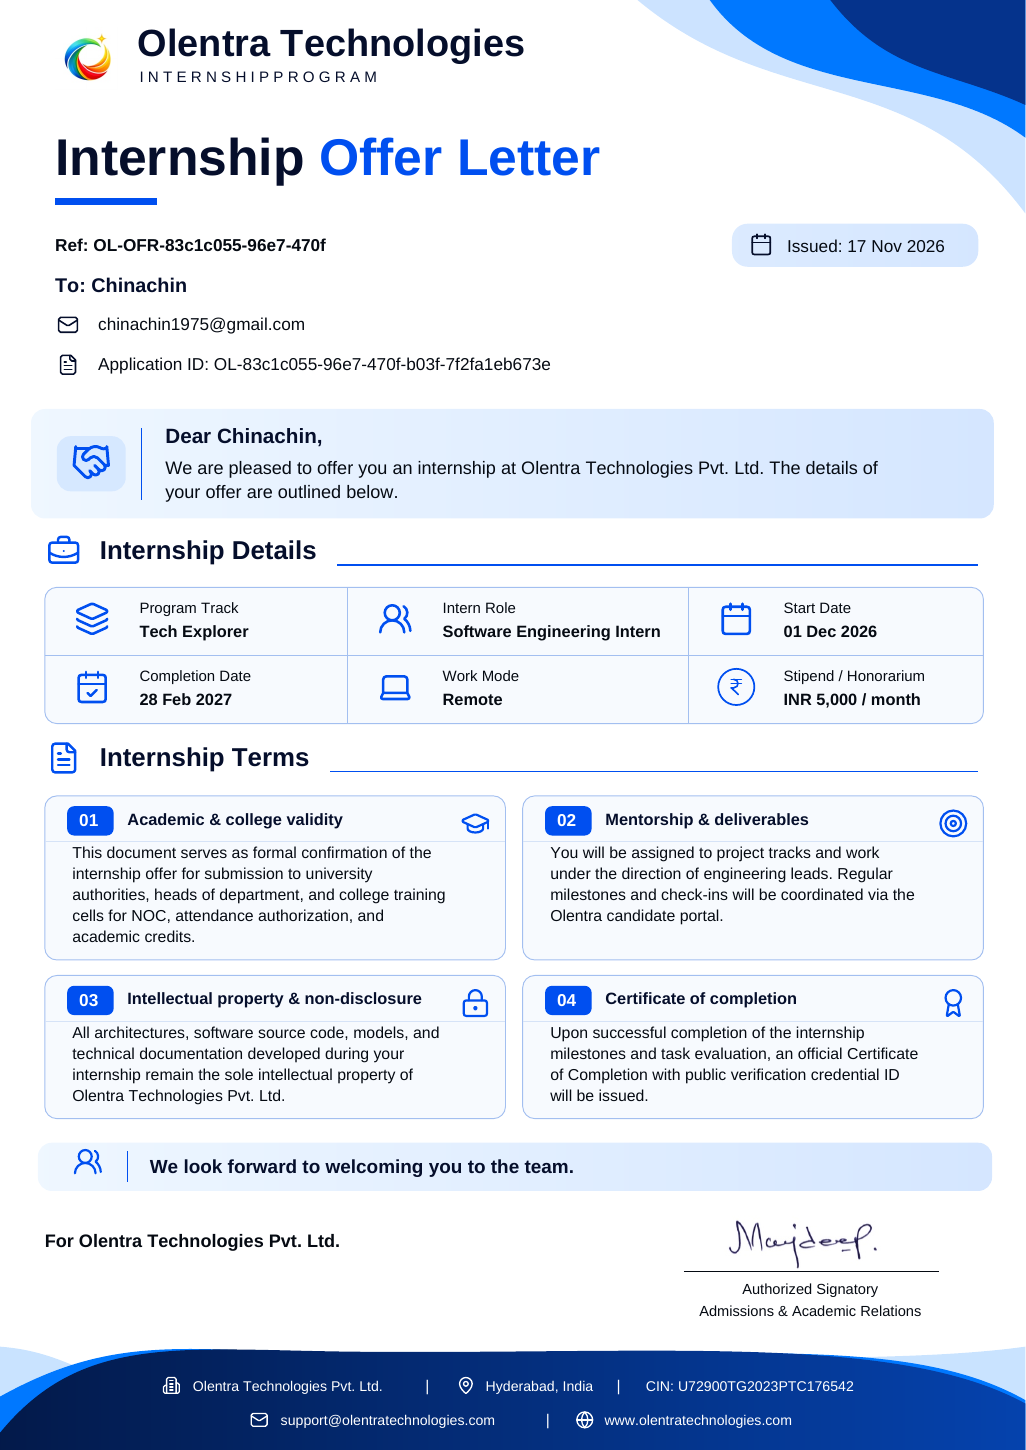 Olentra Technologies
INTERNSHIPPROGRAM
Internship Offer Letter
Ref: OL-OFR-83c1c055-96e7-470f
Issued: 17 Nov 2026
To: Chinachin
chinachin1975@gmail.com
Application ID: OL-83c1c055-96e7-470f-b03f-7f2fa1eb673e
Dear Chinachin,
We are pleased to offer you an internship at Olentra Technologies Pvt. Ltd. The details of
your offer are outlined below.
Internship Details
Program Track
Tech Explorer
Intern Role
Software Engineering Intern
Start Date
01 Dec 2026
Completion Date
28 Feb 2027
Work Mode
Remote
₹
Stipend / Honorarium
INR 5,000 / month
Internship Terms
01 Academic & college validity
This document serves as formal confirmation of the
internship offer for submission to university
authorities, heads of department, and college training
cells for NOC, attendance authorization, and
academic credits.
02 Mentorship & deliverables
You will be assigned to project tracks and work
under the direction of engineering leads. Regular
milestones and check-ins will be coordinated via the
Olentra candidate portal.
03 Intellectual property & non-disclosure
All architectures, software source code, models, and
technical documentation developed during your
internship remain the sole intellectual property of
Olentra Technologies Pvt. Ltd.
04 Certificate of completion
Upon successful completion of the internship
milestones and task evaluation, an official Certificate
of Completion with public verification credential ID
will be issued.
We look forward to welcoming you to the team.
For Olentra Technologies Pvt. Ltd.
Authorized Signatory
Admissions & Academic Relations
Olentra Technologies Pvt. Ltd. | Hyderabad, India | CIN: U72900TG2023PTC176542
support@olentratechnologies.com | www.olentratechnologies.com